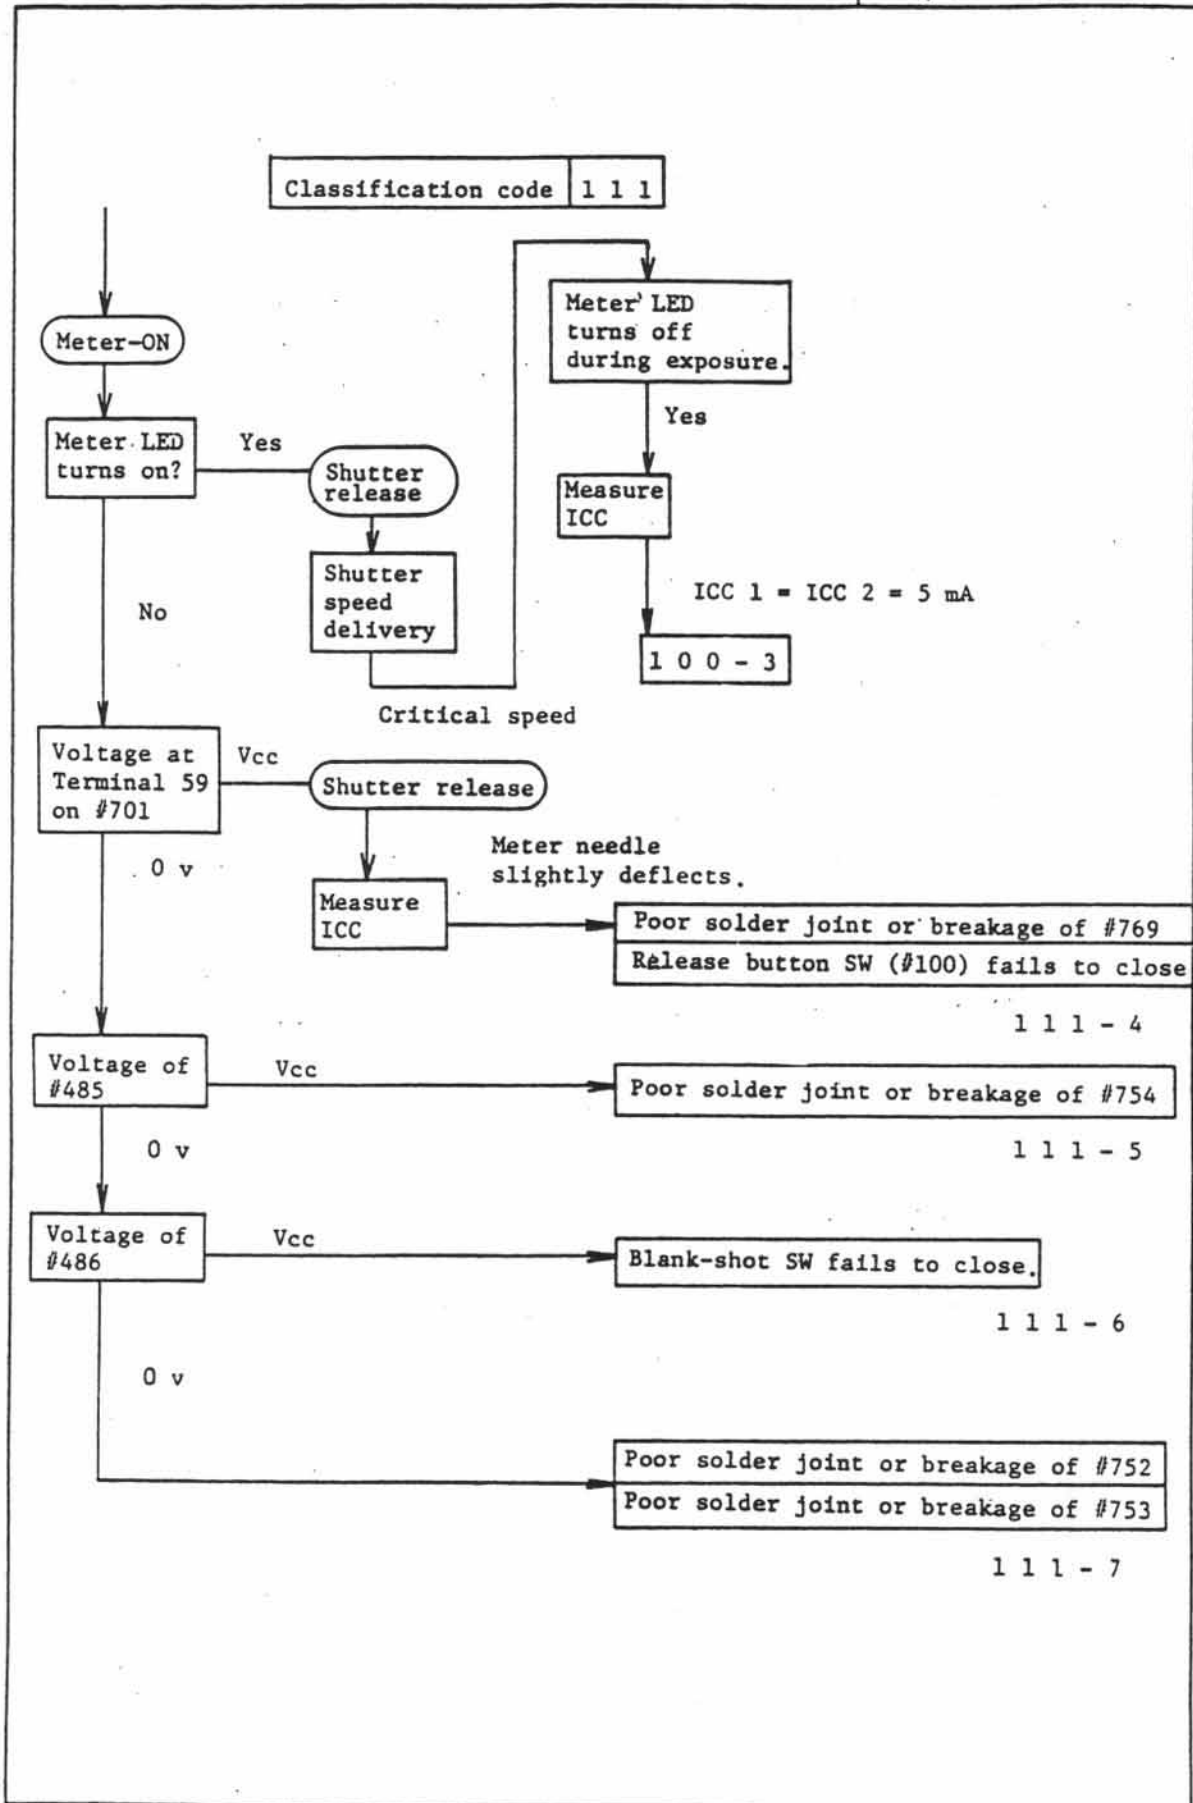 Classification code 1 1 1
Meter-ON
Meter LED
turns on?
Yes
No
Shutter
release
Shutter
speed
delivery
Critical speed
Meter LED
turns off
during exposure.
Yes
Measure
ICC
ICC 1 = ICC 2 = 5 mA
1 0 0 - 3
Voltage at
Terminal 59
on #701
Vcc
0 v
Shutter release
Measure
ICC
Meter needle
slightly deflects.
Poor solder joint or breakage of #769
Release button SW (#100) fails to close
1 1 1 - 4
Voltage of
#485
Vcc
0 v
Poor solder joint or breakage of #754
1 1 1 - 5
Voltage of
#486
Vcc
0 v
Blank-shot SW fails to close.
1 1 1 - 6
Poor solder joint or breakage of #752
Poor solder joint or breakage of #753
1 1 1 - 7